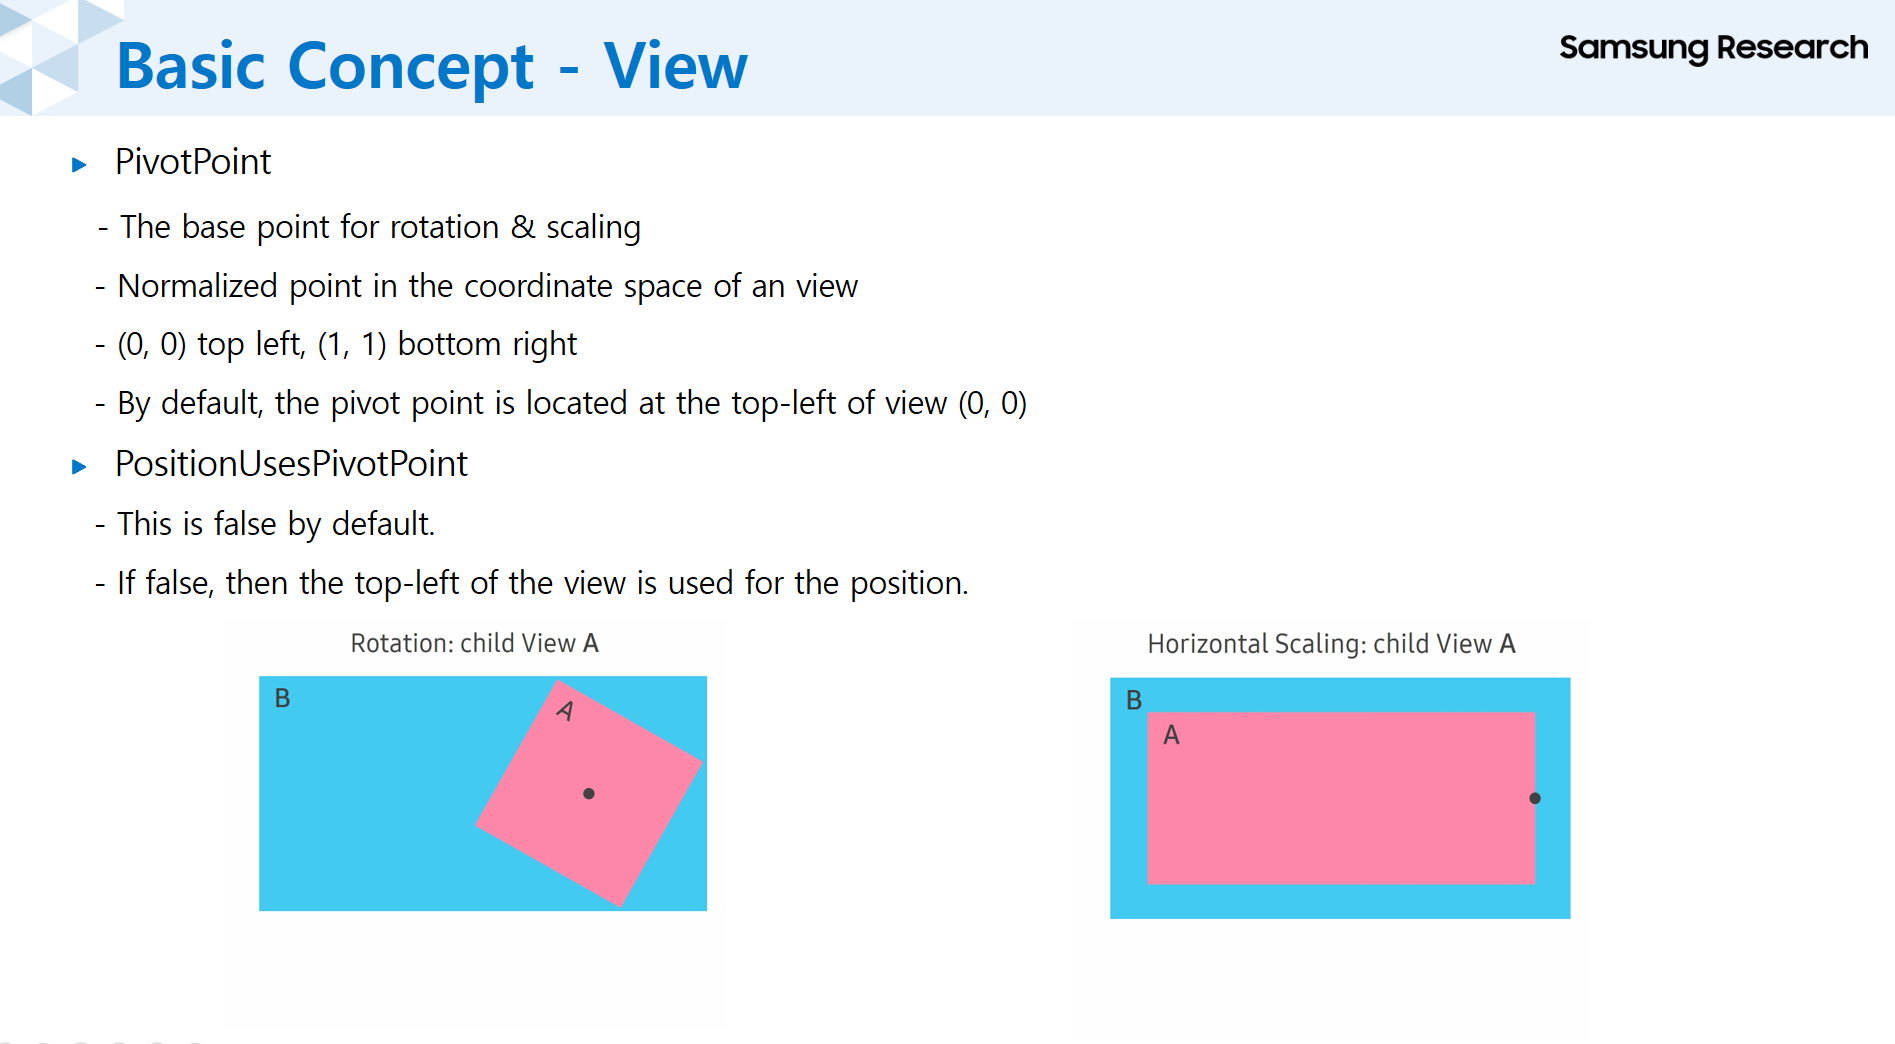 Basic Concept - View
Samsung Research
PivotPoint
- The base point for rotation & scaling
- Normalized point in the coordinate space of an view
- (0, 0) top left, (1, 1) bottom right
- By default, the pivot point is located at the top-left of view (0, 0)
PositionUsesPivotPoint
- This is false by default.
- If false, then the top-left of the view is used for the position.
Rotation: child View A
B
A
Horizontal Scaling: child View A
B
A